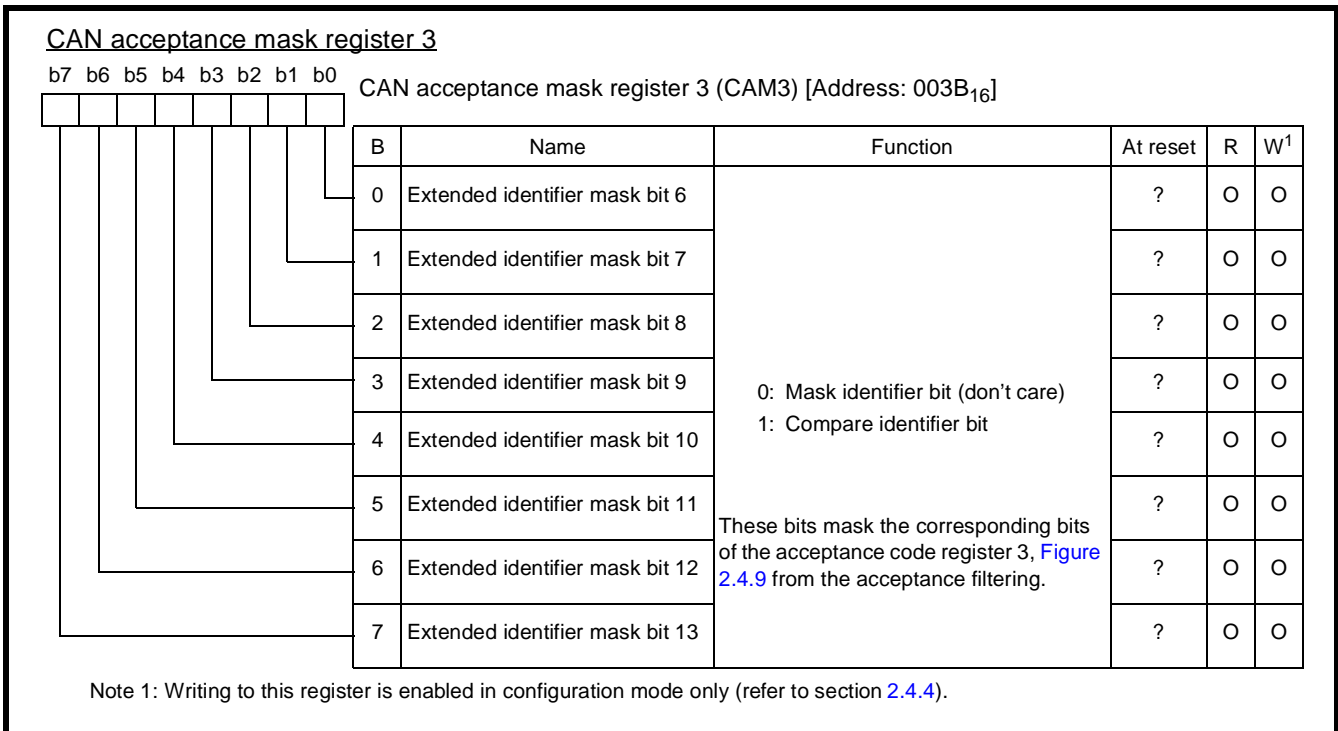 CAN acceptance mask register 3
b7 b6 b5 b4 b3 b2 b1 b0
CAN acceptance mask register 3 (CAM3) [Address: 003B16]
B Name Function At reset R W1
0 Extended identifier mask bit 6 ? O O
1 Extended identifier mask bit 7 ? O O
2 Extended identifier mask bit 8 ? O O
3 Extended identifier mask bit 9 ? O O
4 Extended identifier mask bit 10 ? O O
5 Extended identifier mask bit 11 ? O O
6 Extended identifier mask bit 12 ? O O
7 Extended identifier mask bit 13 ? O O
0: Mask identifier bit (don't care)
1: Compare identifier bit
These bits mask the corresponding bits
of the acceptance code register 3, Figure
2.4.9 from the acceptance filtering.
Note 1: Writing to this register is enabled in configuration mode only (refer to section 2.4.4).